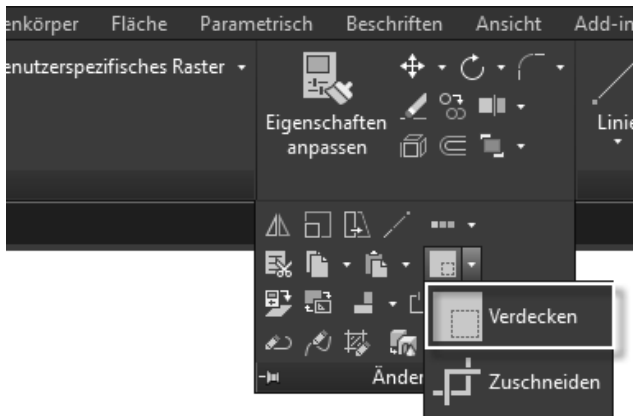 enkörper Fläche Parametrisch Beschriften Ansicht Add-in
enutzerspezifisches Raster
Eigenschaften
anpassen
Linie
Verdecken
Änder
Zuschneiden